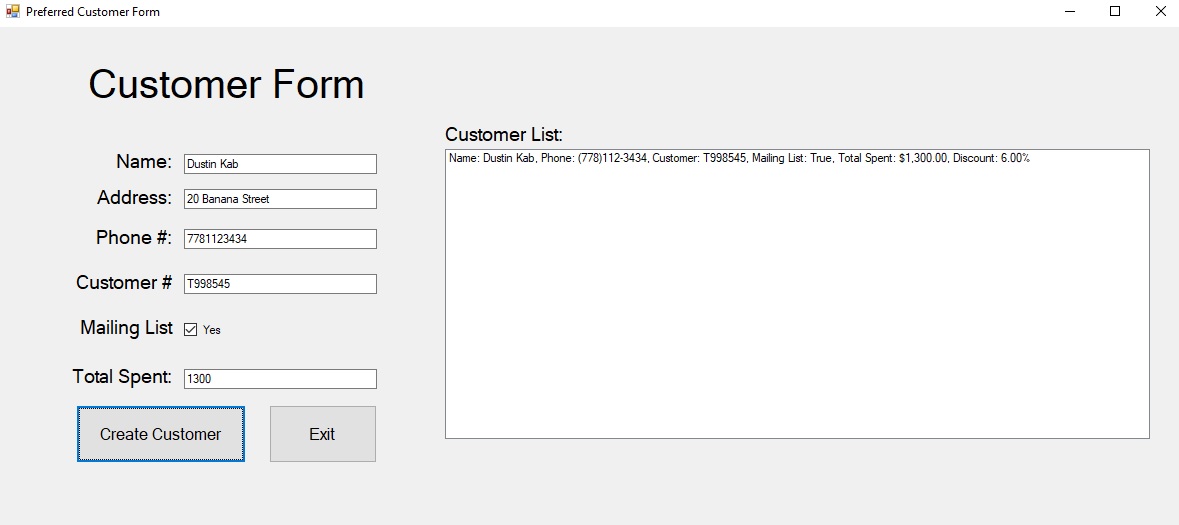 Preferred Customer Form
Customer Form
Customer List:
Name: Dustin Kab
Address: 20 Banana Street
Phone #: 7781123434
Customer # T998545
Mailing List Yes
Total Spent: 1300
Create Customer Exit
Name: Dustin Kab, Phone: (778)112-3434, Customer: T998545, Mailing List: True, Total Spent: $1,300.00, Discount: 6.00%